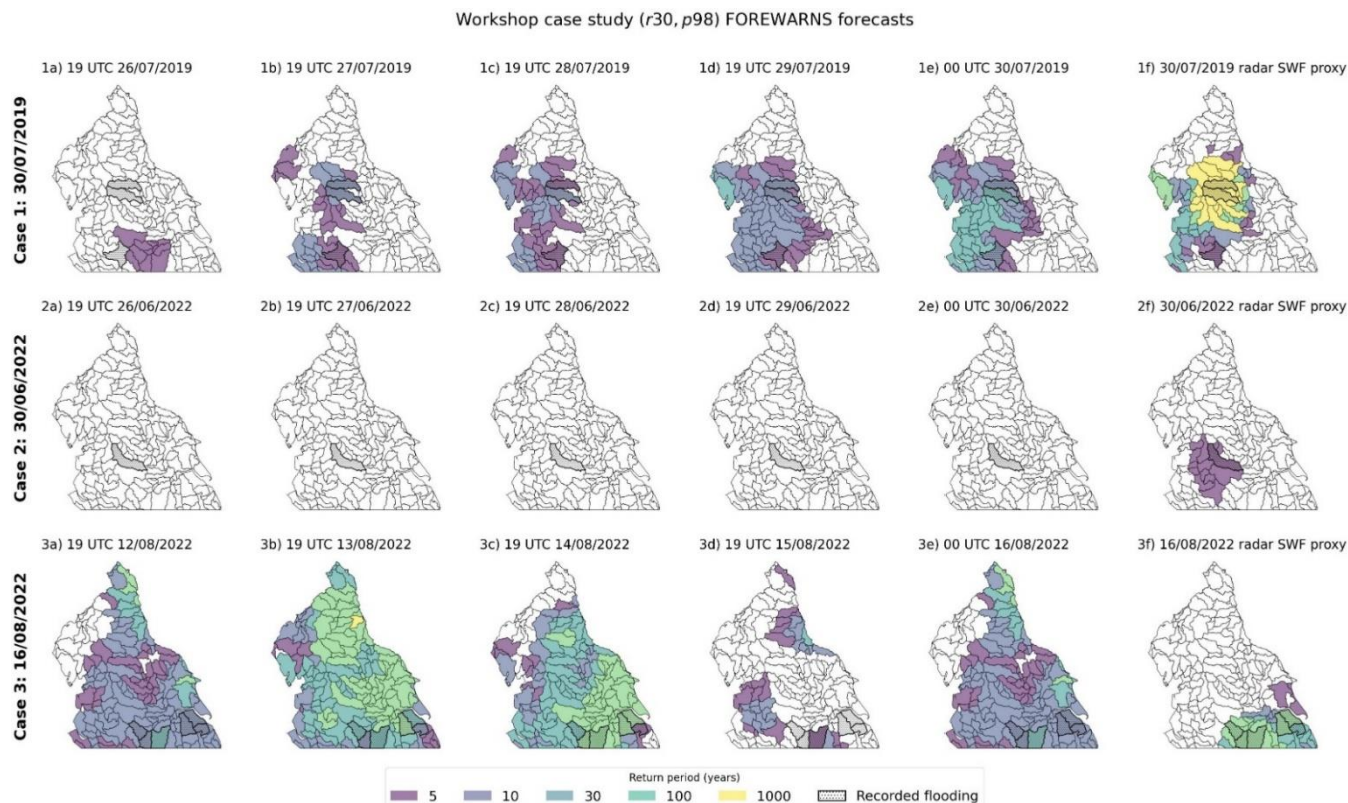 Workshop case study (r30, p98) FOREWARNS forecasts
Case 1: 30/07/2019
1a) 19 UTC 26/07/2019
1b) 19 UTC 27/07/2019
1c) 19 UTC 28/07/2019
1d) 19 UTC 29/07/2019
1e) 00 UTC 30/07/2019
1f) 30/07/2019 radar SWF proxy
Case 2: 30/06/2022
2a) 19 UTC 26/06/2022
2b) 19 UTC 27/06/2022
2c) 19 UTC 28/06/2022
2d) 19 UTC 29/06/2022
2e) 00 UTC 30/06/2022
2f) 30/06/2022 radar SWF proxy
Case 3: 16/08/2022
3a) 19 UTC 12/08/2022
3b) 19 UTC 13/08/2022
3c) 19 UTC 14/08/2022
3d) 19 UTC 15/08/2022
3e) 00 UTC 16/08/2022
3f) 16/08/2022 radar SWF proxy
Return period (years)
5 10 30 100 1000 Recorded flooding